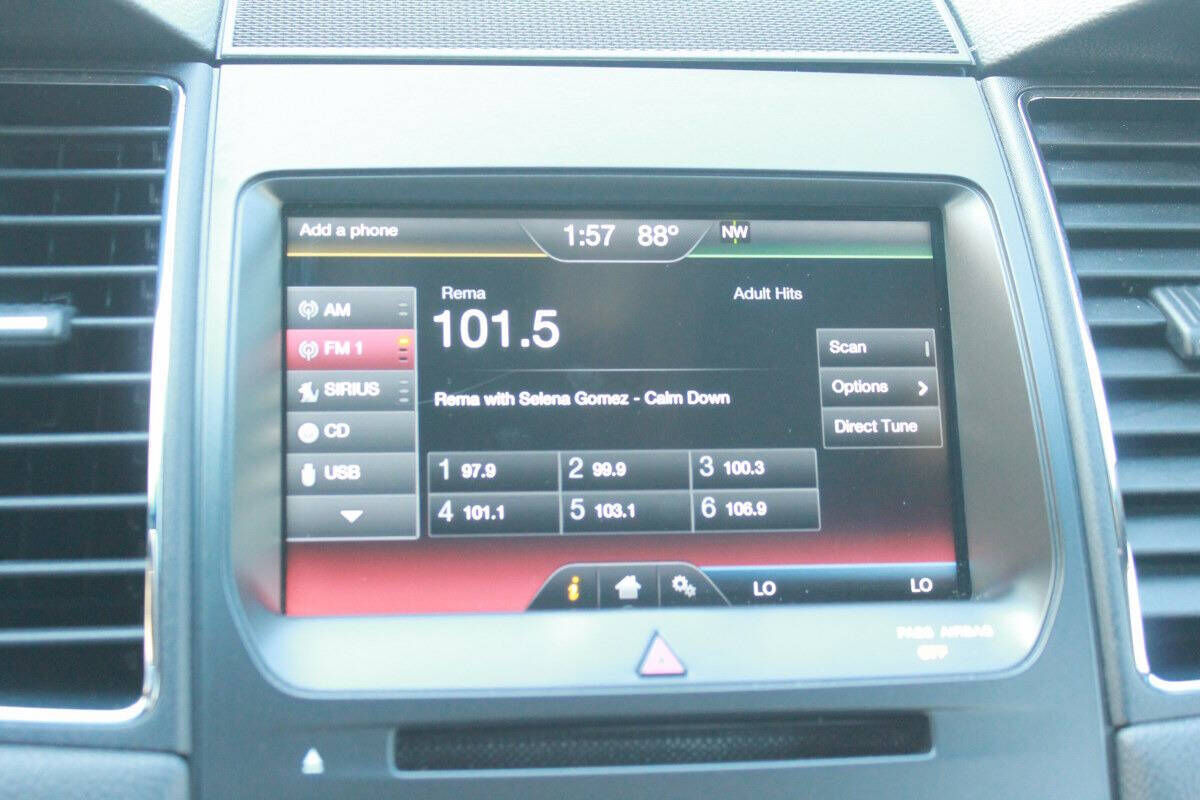 Add a phone 1:57 88° NW
AM
FM 1
SIRIUS
CD
USB
Rema Adult Hits
101.5
Rema with Selena Gomez - Calm Down
1 97.9 2 99.9 3 100.3
4 101.1 5 103.1 6 106.9
Scan
Options >
Direct Tune
i LO LO
PASS AIRBAG
OFF